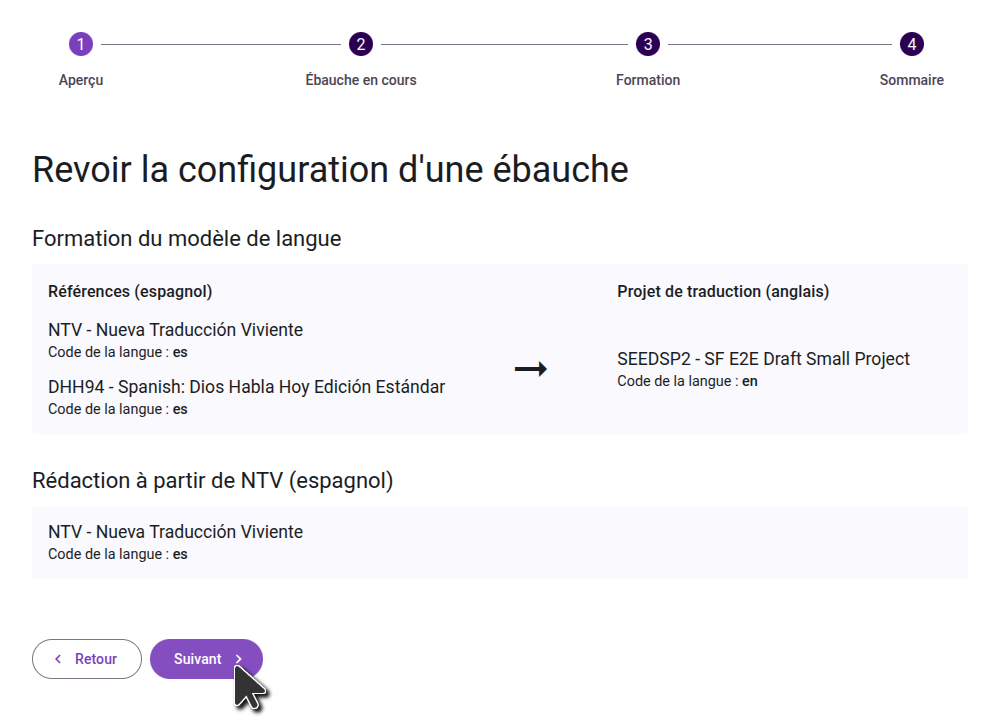 1
2
3
4
Aperçu
Ébauche en cours
Formation
Sommaire
Revoir la configuration d'une ébauche
Formation du modèle de langue
Références (espagnol)
NTV - Nueva Traducción Viviente
Code de la langue : es
DHH94 - Spanish: Dios Habla Hoy Edición Estándar
Code de la langue : es
Projet de traduction (anglais)
SEEDSP2 - SF E2E Draft Small Project
Code de la langue : en
Rédaction à partir de NTV (espagnol)
NTV - Nueva Traducción Viviente
Code de la langue : es
Retour
Suivant